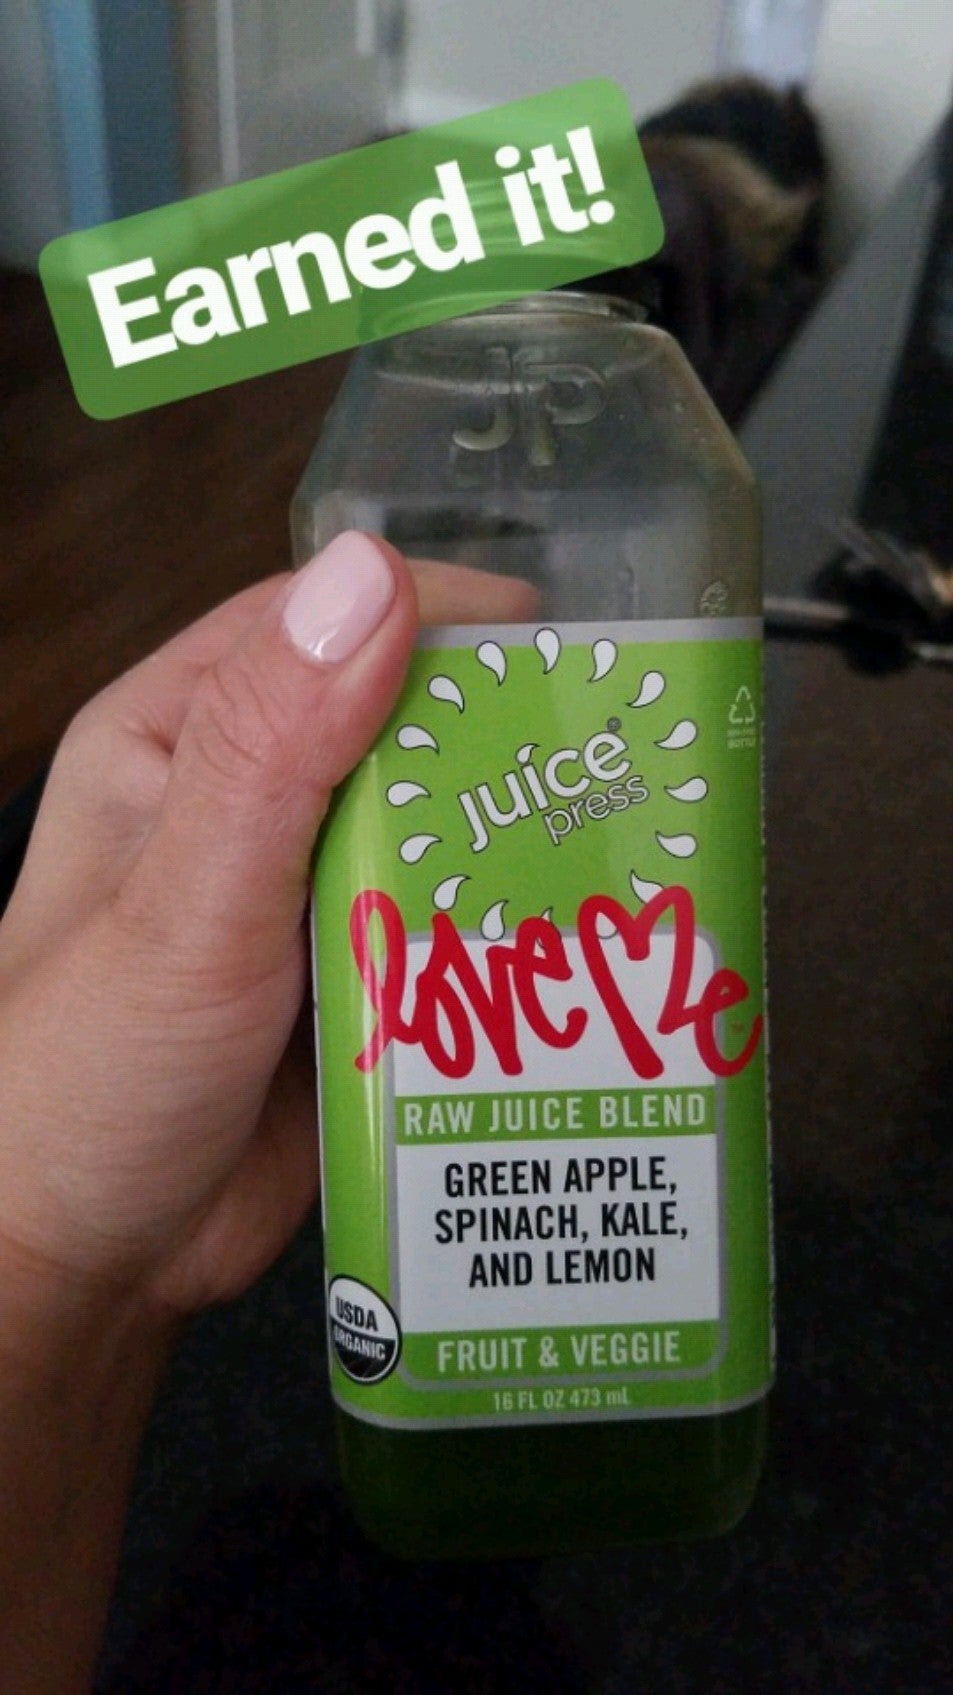 Earned it!
JP
juice®
press
love Me™
RAW JUICE BLEND
GREEN APPLE,
SPINACH, KALE,
AND LEMON
USDA
ORGANIC
FRUIT & VEGGIE
16 FL OZ 473 mL